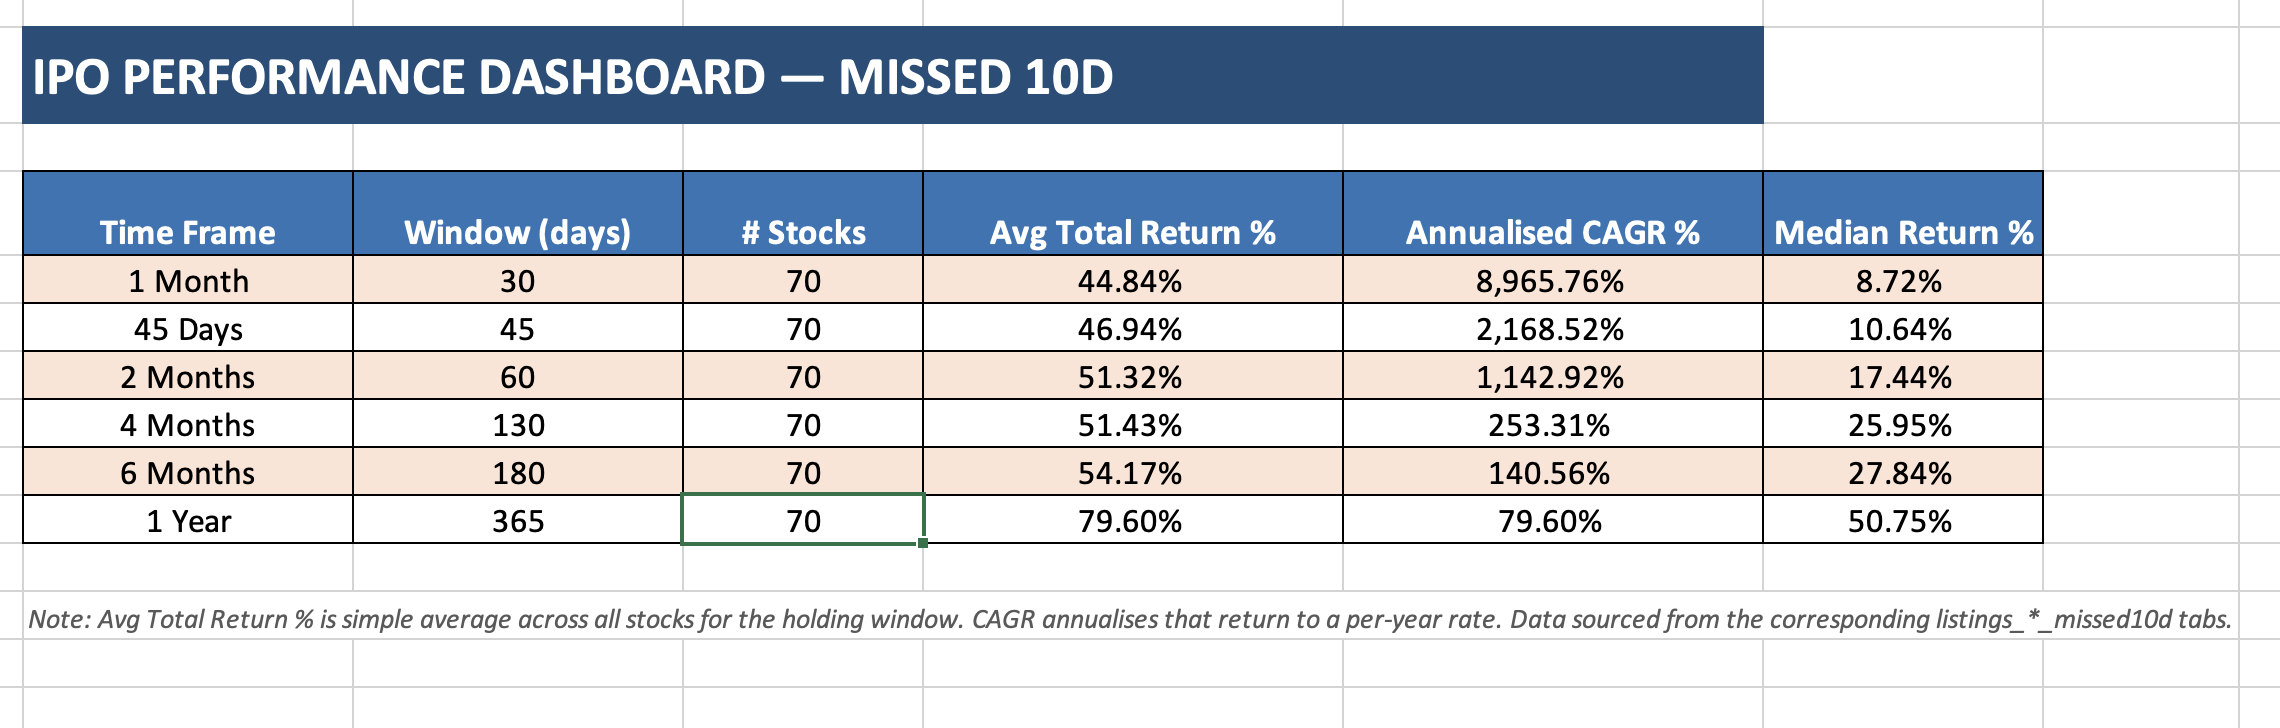 IPO PERFORMANCE DASHBOARD — MISSED 10D
Time Frame Window (days) # Stocks Avg Total Return % Annualised CAGR % Median Return %
1 Month 30 70 44.84% 8,965.76% 8.72%
45 Days 45 70 46.94% 2,168.52% 10.64%
2 Months 60 70 51.32% 1,142.92% 17.44%
4 Months 130 70 51.43% 253.31% 25.95%
6 Months 180 70 54.17% 140.56% 27.84%
1 Year 365 70 79.60% 79.60% 50.75%
Note: Avg Total Return % is simple average across all stocks for the holding window. CAGR annualises that return to a per-year rate. Data sourced from the corresponding listings_*_missed10d tabs.